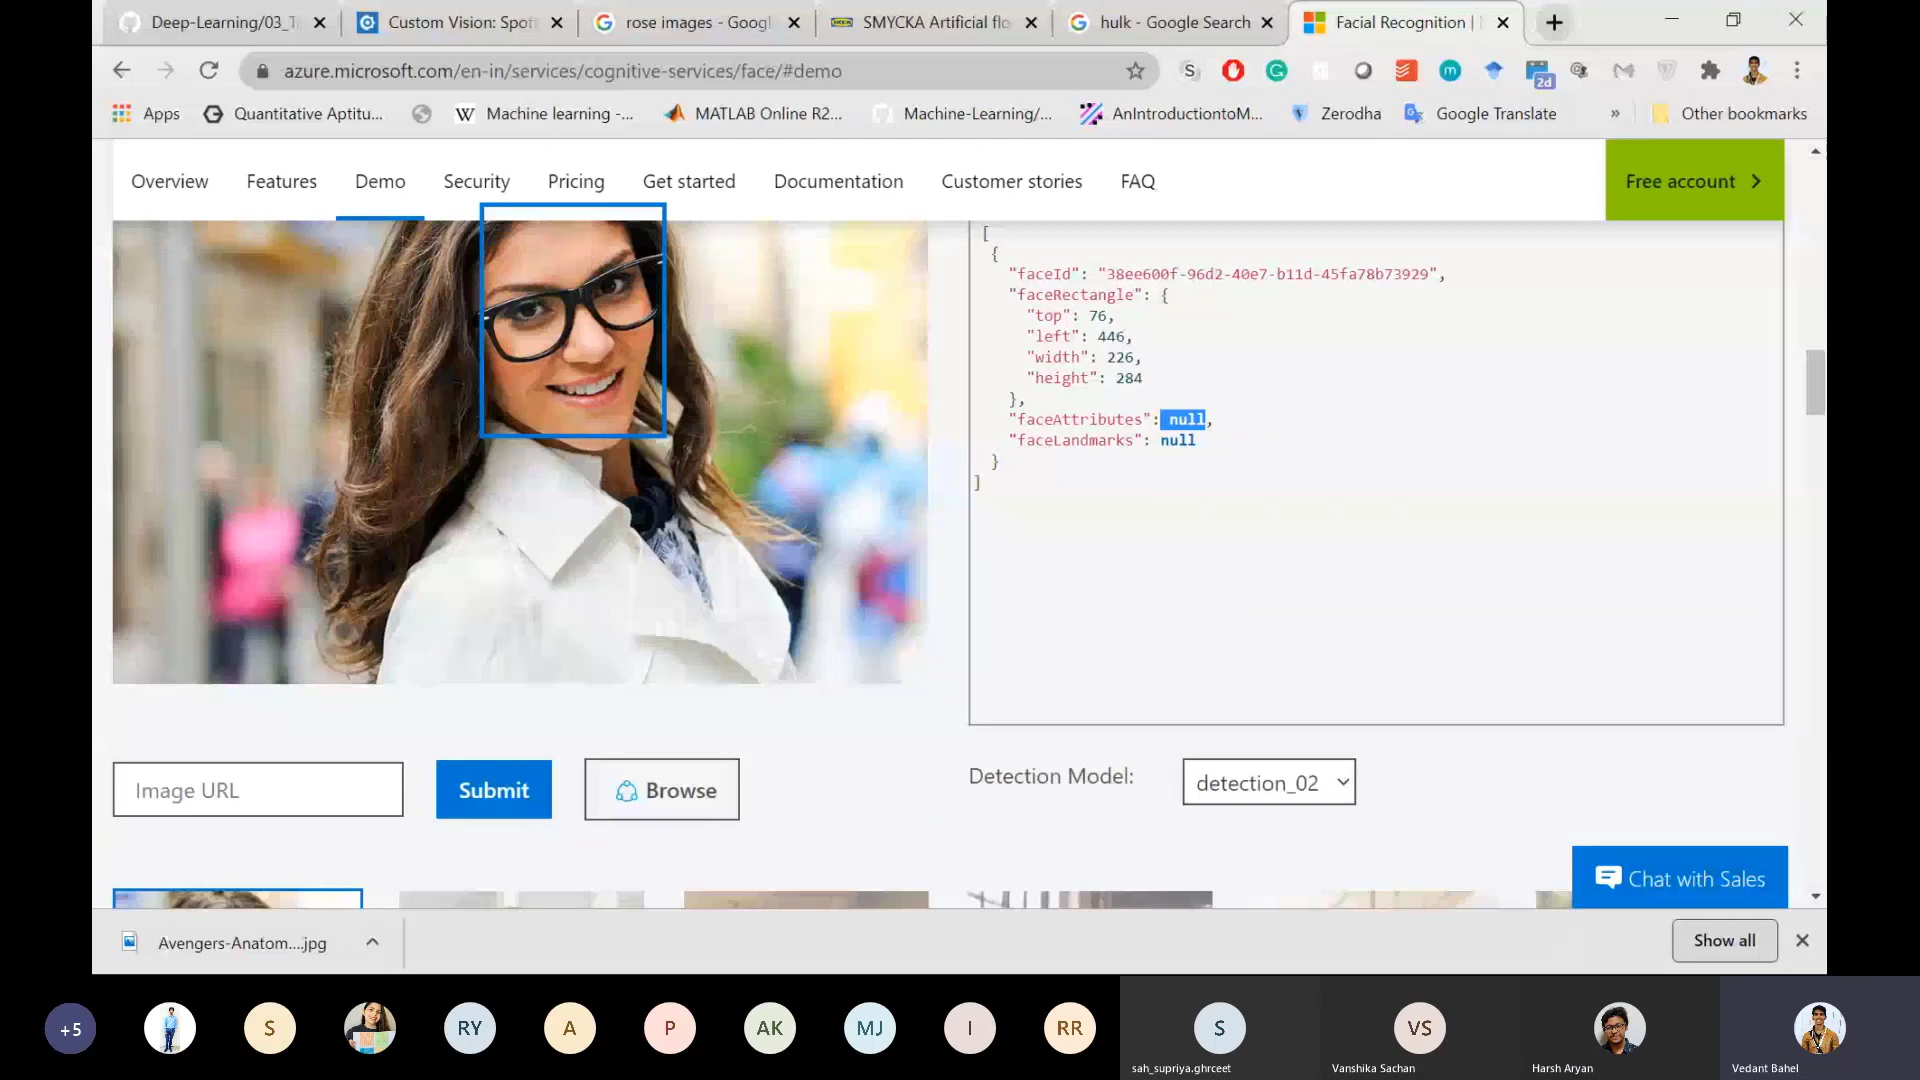 Deep-Learning/03_T
Custom Vision: Spot
rose images - Googl
SMYCKA Artificial flo
hulk - Google Search
Facial Recognition |
azure.microsoft.com/en-in/services/cognitive-services/face/#demo
2d
Apps
Quantitative Aptitu...
Machine learning -...
MATLAB Online R2...
Machine-Learning/...
AnIntroductiontoM...
Zerodha
Google Translate
»
Other bookmarks
Overview
Features
Demo
Security
Pricing
Get started
Documentation
Customer stories
FAQ
Free account
[
{
"faceId": "38ee600f-96d2-40e7-b11d-45fa78b73929",
"faceRectangle": {
"top": 76,
"left": 446,
"width": 226,
"height": 284
},
"faceAttributes": null,
"faceLandmarks": null
}
]
Image URL
Submit
Browse
Detection Model:
detection_02
Chat with Sales
Avengers-Anatom....jpg
Show all
+5
S
RY
A
P
AK
MJ
I
RR
S
VS
sah_supriya.ghrceet
Vanshika Sachan
Harsh Aryan
Vedant Bahel